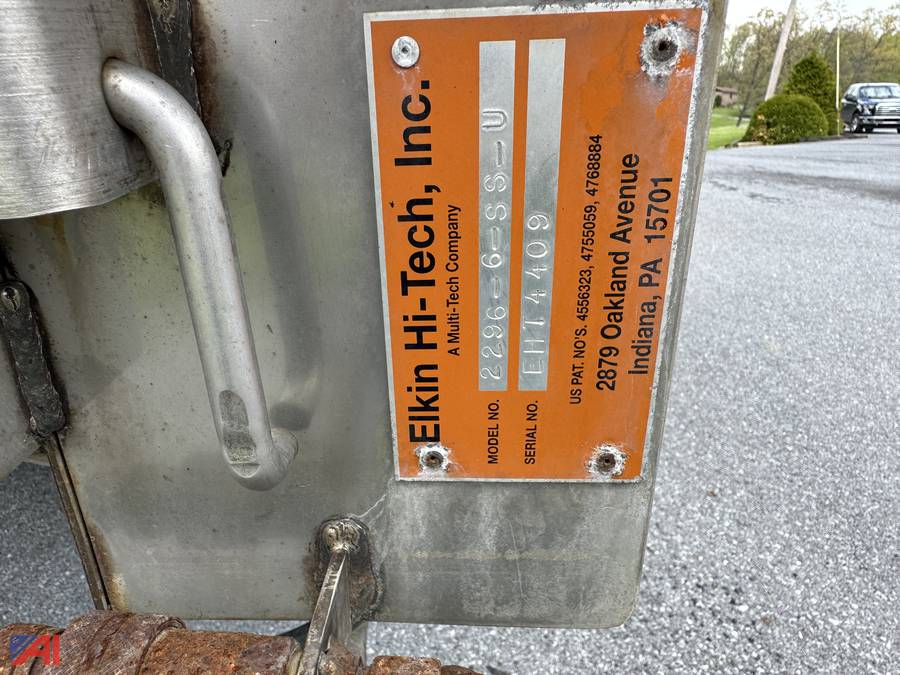 Elkin Hi-Tech, Inc.
A Multi-Tech Company
MODEL NO. 2296-6-SS-U
SERIAL NO. EHT4409
US PAT. NO'S. 4556323, 4755059, 4768884
2879 Oakland Avenue
Indiana, PA 15701
AI